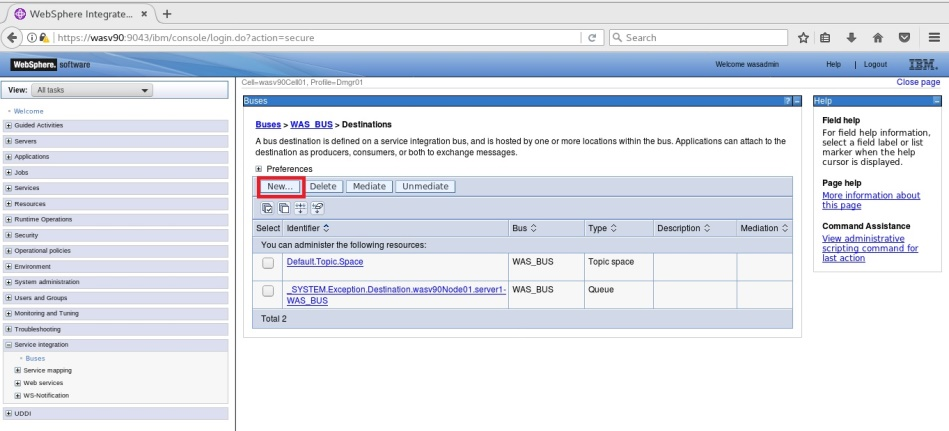 WebSphere Integrate...
https://wasv90:9043/ibm/console/login.do?action=secure
Search
WebSphere. software
Welcome wasadmin
Help | Logout
IBM.
View: All tasks
Cell=wasv90Cell01, Profile=Dmgr01
Close page
Welcome
Guided Activities
Servers
Applications
Jobs
Services
Resources
Runtime Operations
Security
Operational policies
Environment
System administration
Users and Groups
Monitoring and Tuning
Troubleshooting
Service integration
Buses
Service mapping
Web services
WS-Notification
UDDI
Buses
Buses > WAS_BUS > Destinations
A bus destination is defined on a service integration bus, and is hosted by one or more locations within the bus. Applications can attach to the
destination as producers, consumers, or both to exchange messages.
Preferences
New... Delete Mediate Unmediate
Select Identifier Bus Type Description Mediation
You can administer the following resources:
Default.Topic.Space WAS_BUS Topic space
_SYSTEM.Exception.Destination.wasv90Node01.server1- WAS_BUS Queue
WAS_BUS
Total 2
Help
Field help
For field help information,
select a field label or list
marker when the help
cursor is displayed.
Page help
More information about
this page
Command Assistance
View administrative
scripting command for
last action